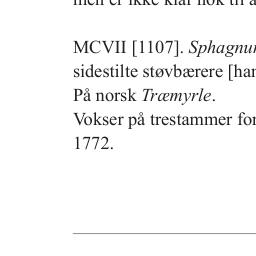 men er ikke klar nok til a
MCVII [1107]. Sphagnu
sidestilte støvbærere [han
På norsk Træmyrle.
Vokser på trestammer for
1772.